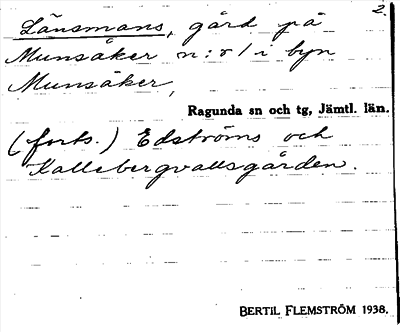 2.
Länsmans, gård på
Munsåker n:o 1 i byn
Munsåker,
Ragunda sn och tg, Jämtl. län.
(forts.) Edströms och
Kallebergvallsgården.
BERTIL FLEMSTRÖM 1938.